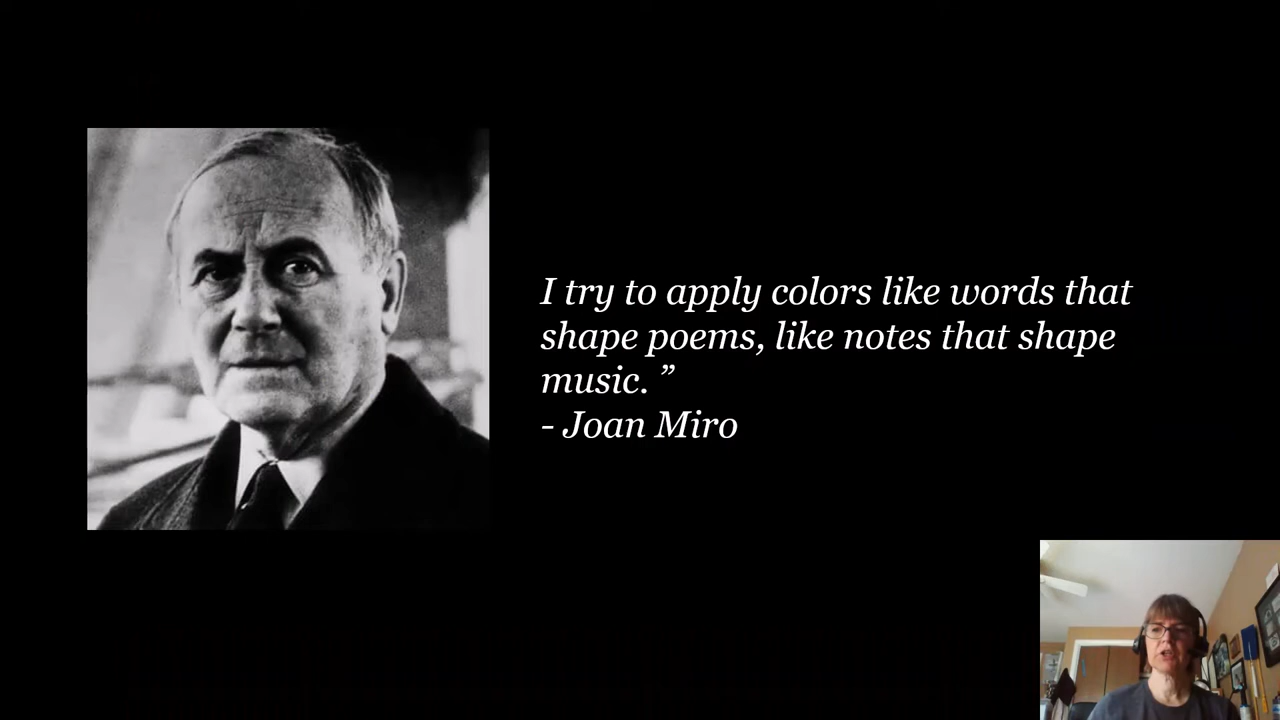 I try to apply colors like words that
shape poems, like notes that shape
music. ”
- Joan Miro